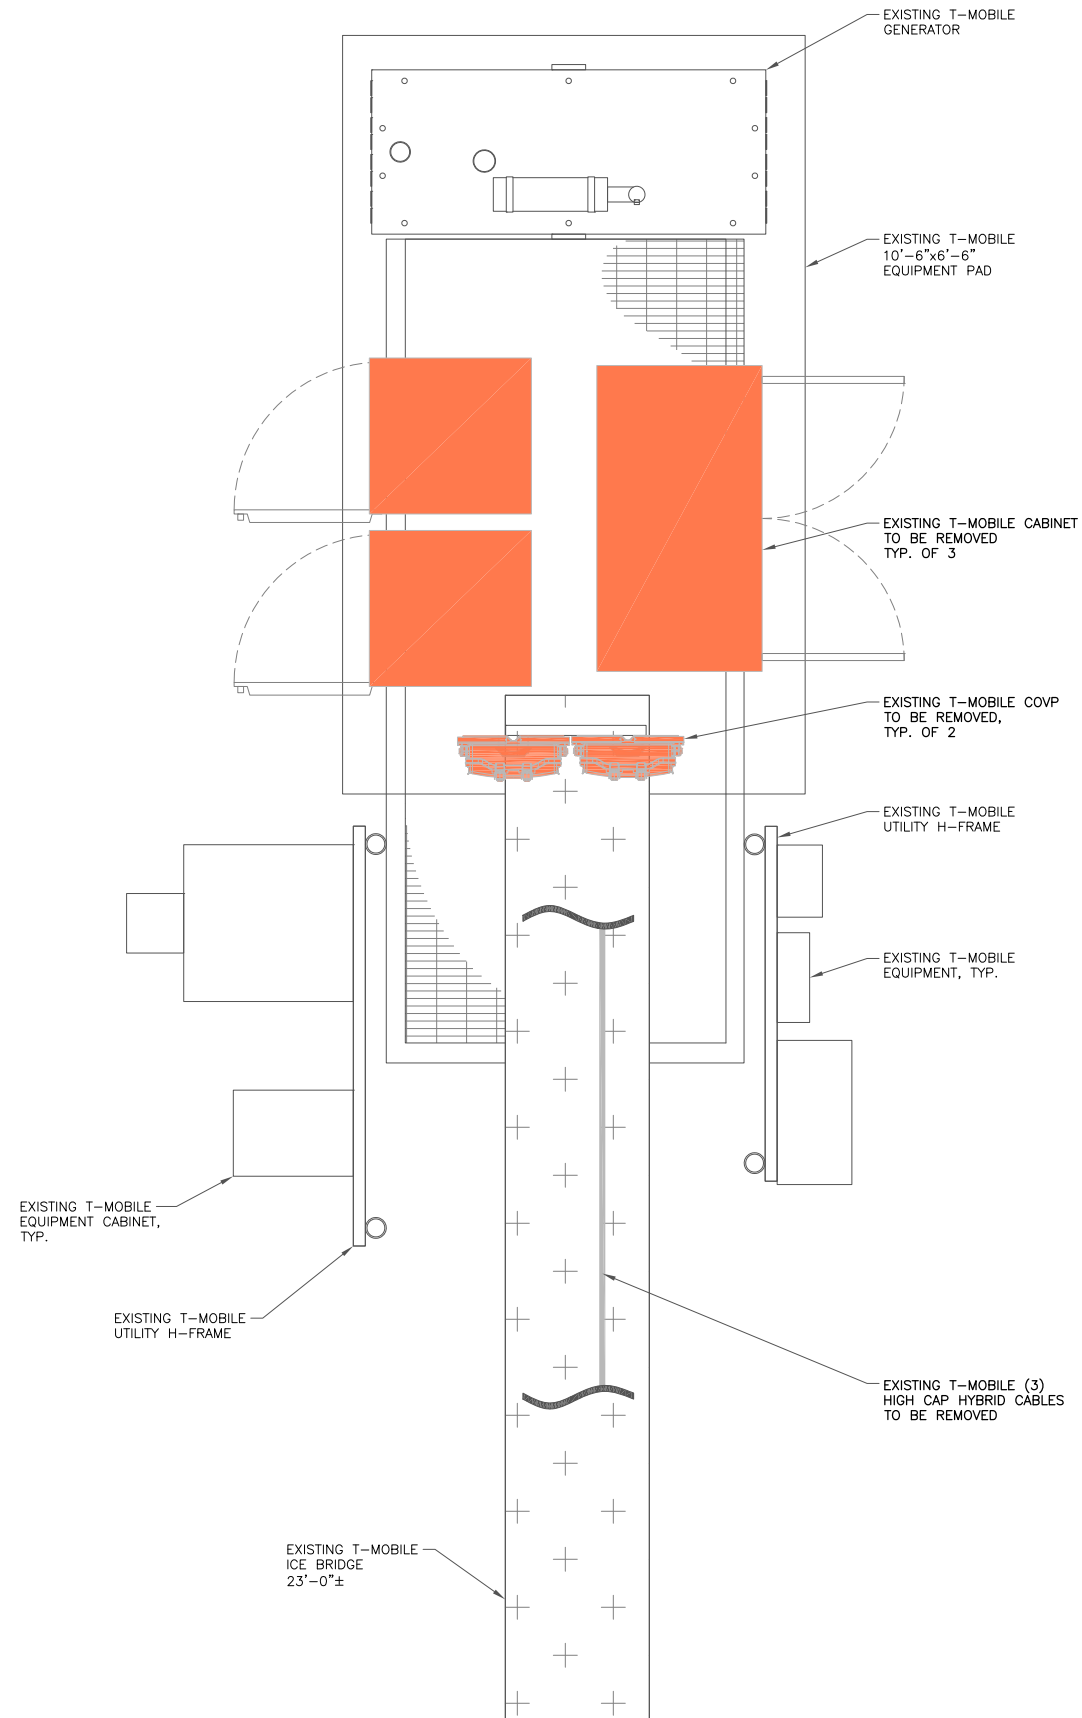 EXISTING T-MOBILE
GENERATOR
EXISTING T-MOBILE
10'-6"x6'-6"
EQUIPMENT PAD
EXISTING T-MOBILE CABINET
TO BE REMOVED
TYP. OF 3
EXISTING T-MOBILE COVP
TO BE REMOVED,
TYP. OF 2
EXISTING T-MOBILE
UTILITY H-FRAME
EXISTING T-MOBILE
EQUIPMENT, TYP.
EXISTING T-MOBILE
EQUIPMENT CABINET,
TYP.
EXISTING T-MOBILE
UTILITY H-FRAME
EXISTING T-MOBILE (3)
HIGH CAP HYBRID CABLES
TO BE REMOVED
EXISTING T-MOBILE
ICE BRIDGE
23'-0"±